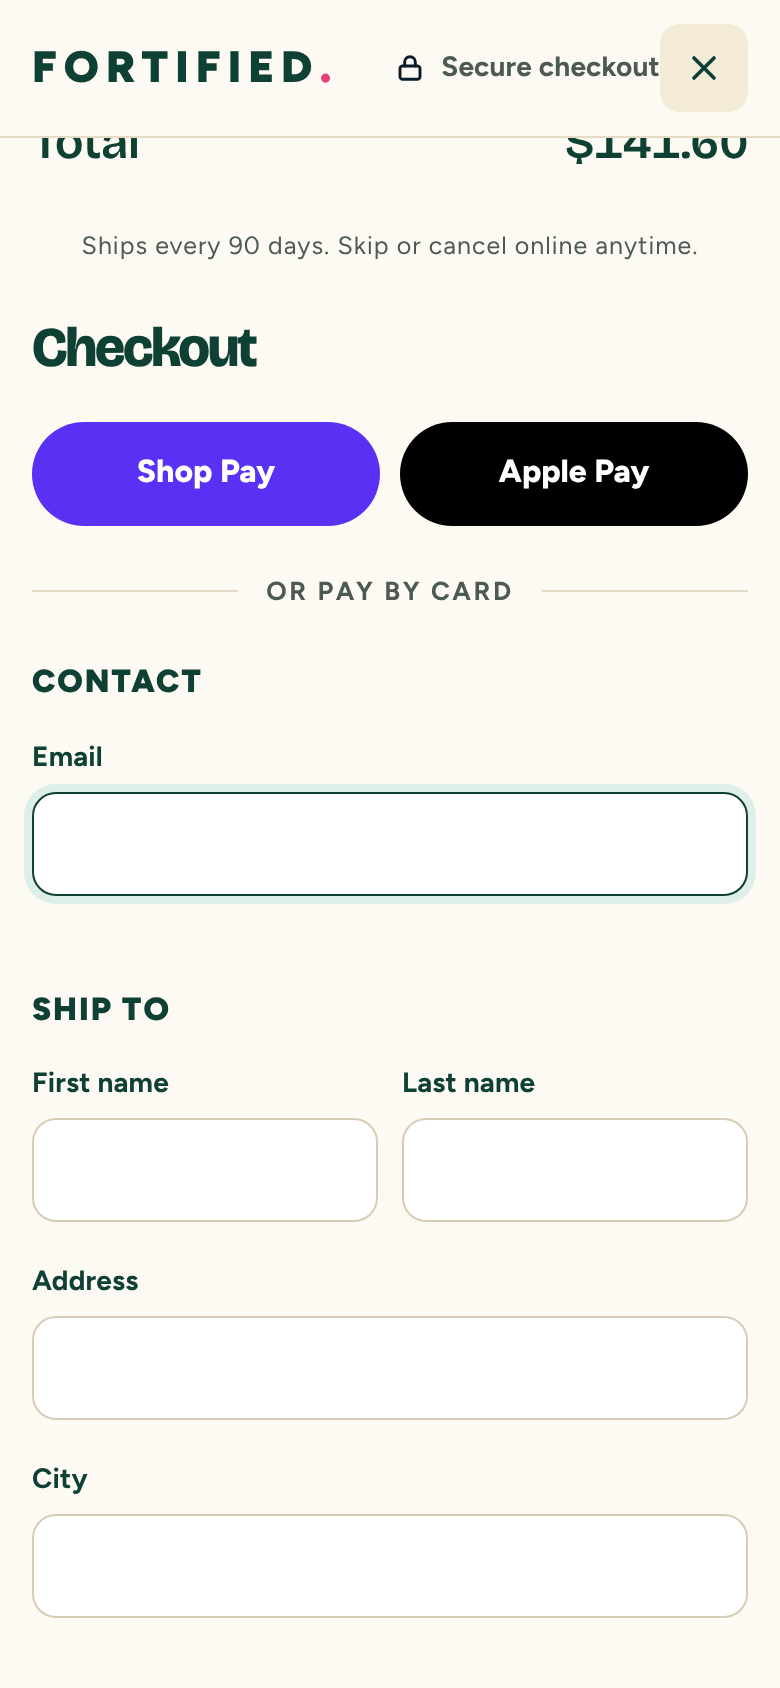 FORTIFIED.
Secure checkout
Total $141.60
Ships every 90 days. Skip or cancel online anytime.
Checkout
Shop Pay Apple Pay
OR PAY BY CARD
CONTACT
Email
SHIP TO
First name Last name
Address
City